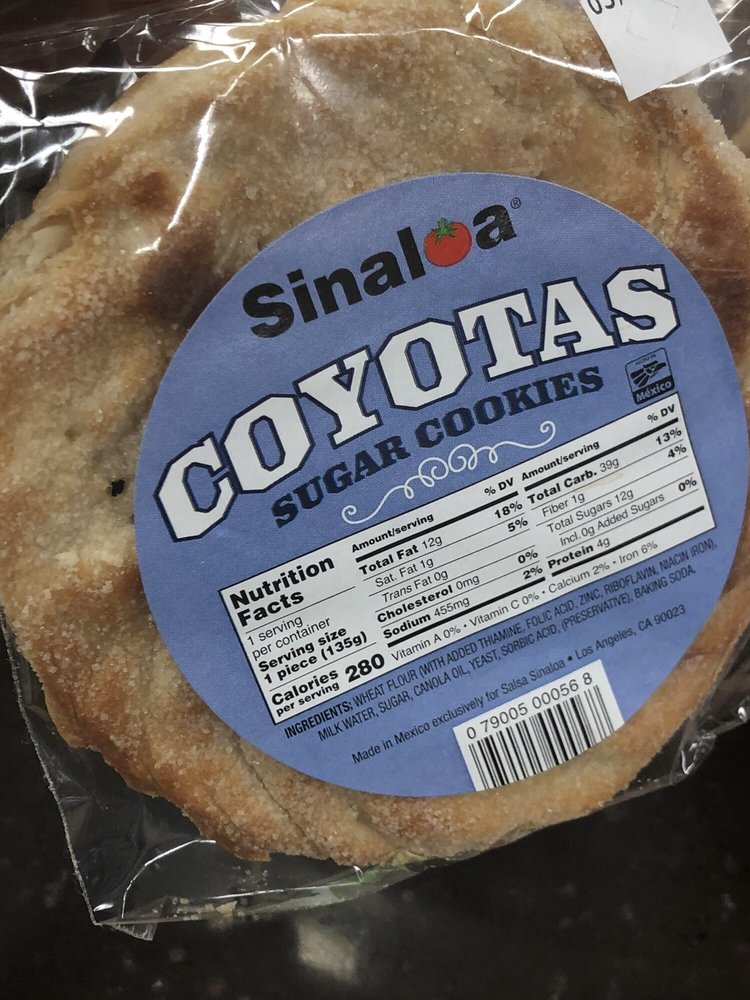 Sinaloa®
COYOTAS
SUGAR COOKIES
HECHO EN
México
Nutrition
Facts
1 serving
per container
Serving size
1 piece (135g)
Calories 280
per serving
Amount/serving % DV
Total Fat 12g 18%
Sat. Fat 1g 5%
Trans Fat 0g
Cholesterol 0mg 0%
Sodium 455mg 2%
Amount/serving % DV
Total Carb. 39g 13%
Fiber 1g 4%
Total Sugars 12g
Incl. 0g Added Sugars 0%
Protein 4g
Vitamin A 0% • Vitamin C 0% • Calcium 2% • Iron 6%
INGREDIENTS: WHEAT FLOUR (WITH ADDED THIAMINE, FOLIC ACID, ZINC, RIBOFLAVIN, NIACIN IRON),
MILK WATER, SUGAR, CANOLA OIL, YEAST, SORBIC ACID, (PRESERVATIVE), BAKING SODA.
Made in Mexico exclusively for Salsa Sinaloa • Los Angeles, CA 90023
0 79005 00056 8